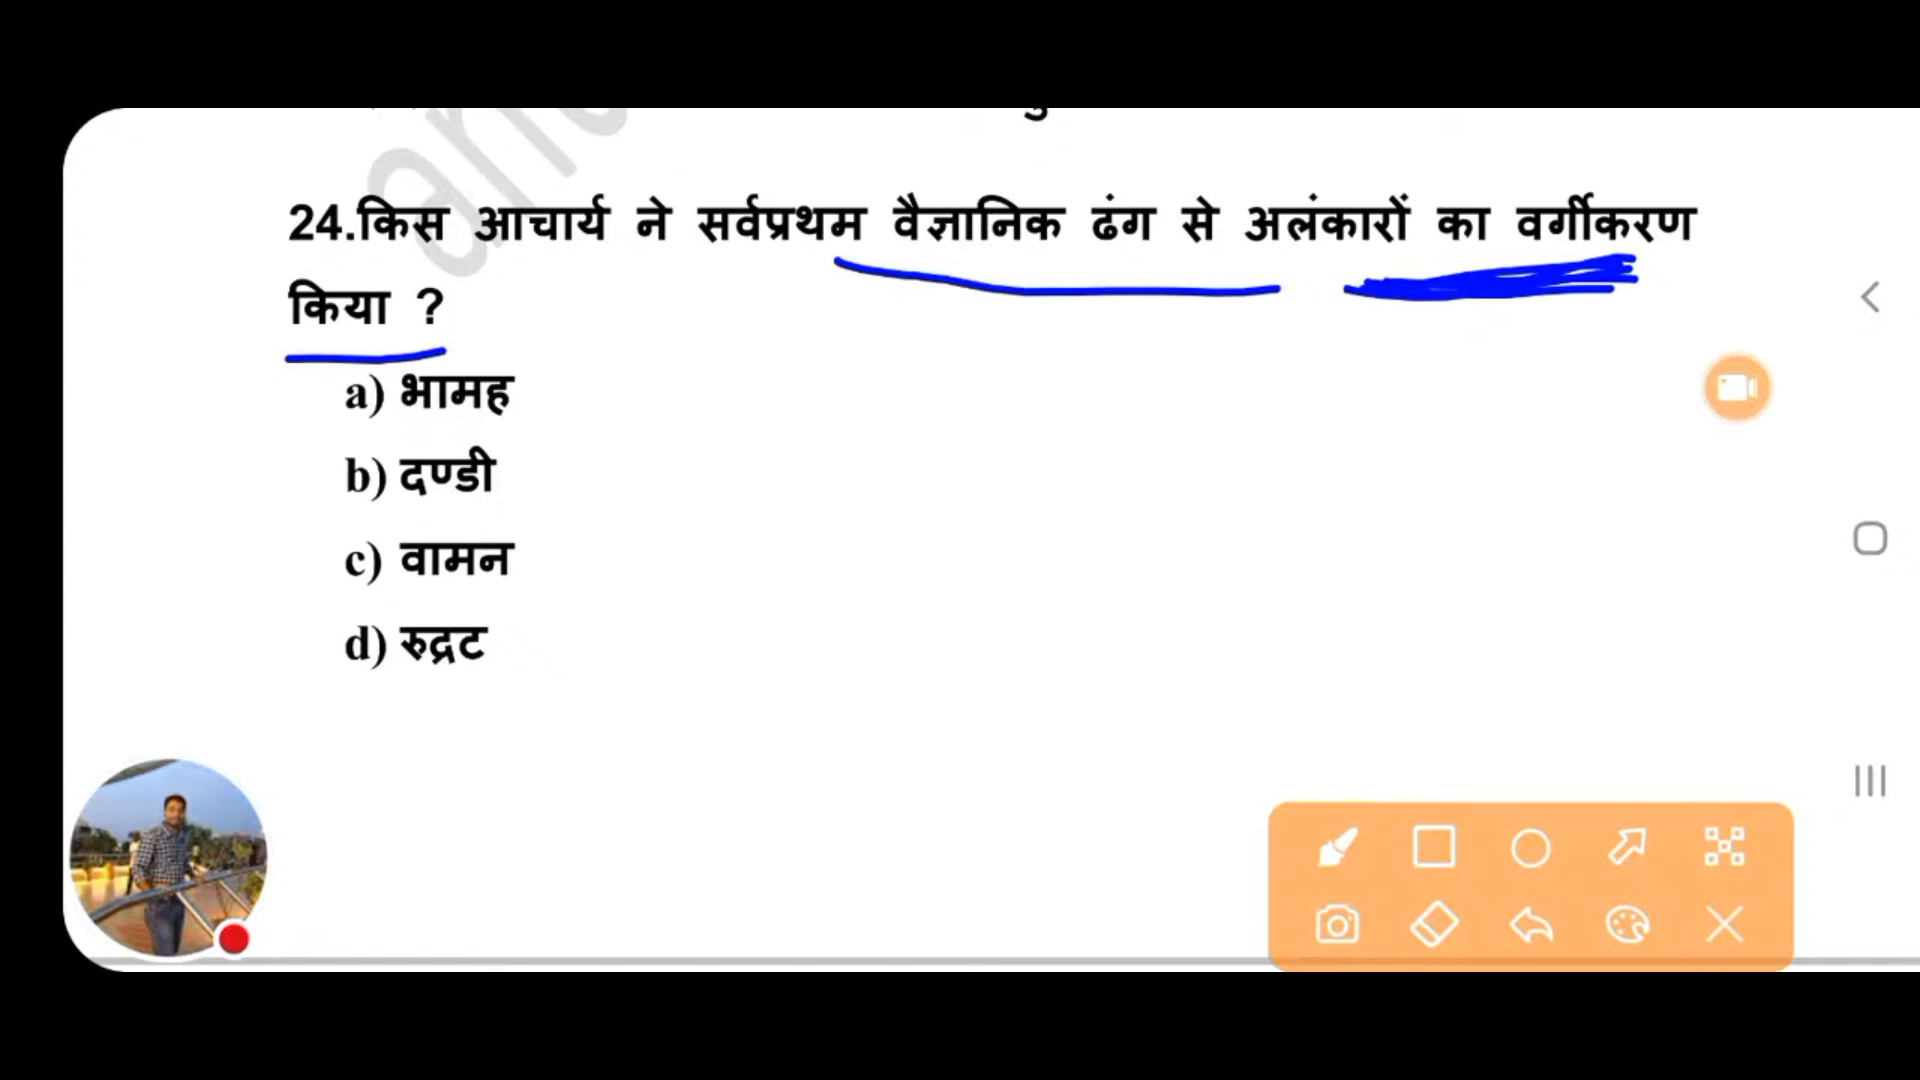 24.किस आचार्य ने सर्वप्रथम वैज्ञानिक ढंग से अलंकारों का वर्गीकरण
किया ?
a) भामह
b) दण्डी
c) वामन
d) रुद्रट